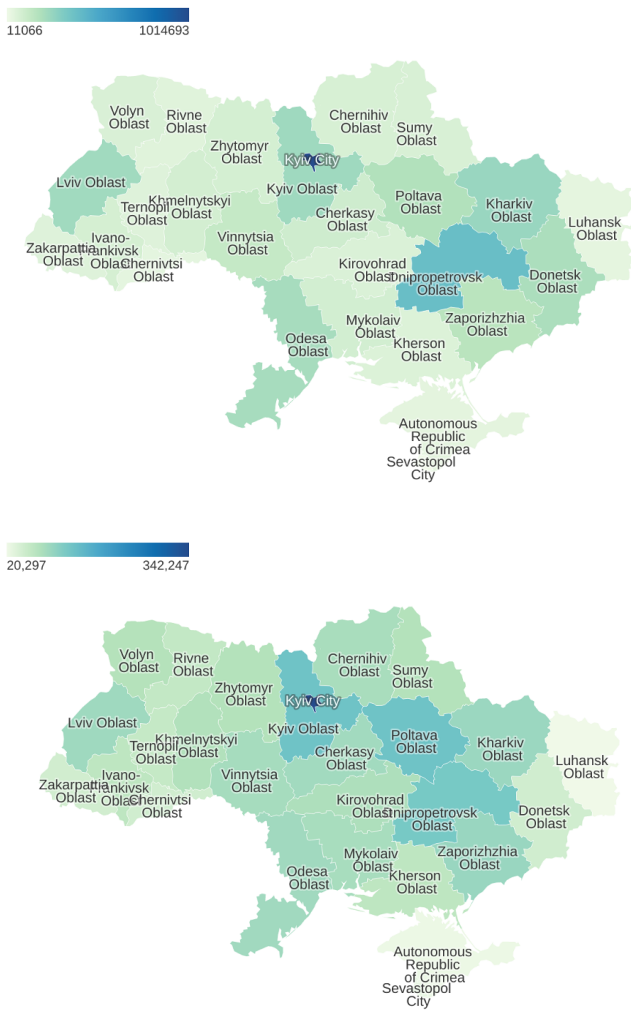 11066 1014693
Volyn
Oblast
Rivne
Oblast
Chernihiv
Oblast
Sumy
Oblast
Zhytomyr
Oblast
Kyiv City
Lviv Oblast
Kyiv Oblast
Poltava
Oblast
Kharkiv
Oblast
Ternopil
Khmelnytskyi
Oblast
Cherkasy
Oblast
Luhansk
Oblast
Zakarpattia
Oblast
Ivano-
Frankivsk
Oblast
Chernivtsi
Oblast
Vinnytsia
Oblast
Kirovohrad
Oblast
Dnipropetrovsk
Oblast
Donetsk
Oblast
Odesa
Oblast
Mykolaiv
Oblast
Zaporizhzhia
Oblast
Kherson
Oblast
Autonomous
Republic
of Crimea
Sevastopol
City
20,297 342,247
Volyn
Oblast
Rivne
Oblast
Chernihiv
Oblast
Sumy
Oblast
Zhytomyr
Oblast
Kyiv City
Lviv Oblast
Kyiv Oblast
Poltava
Oblast
Kharkiv
Oblast
Ternopil
Khmelnytskyi
Oblast
Cherkasy
Oblast
Luhansk
Oblast
Zakarpattia
Oblast
Ivano-
Frankivsk
Oblast
Chernivtsi
Oblast
Vinnytsia
Oblast
Kirovohrad
Oblast
Dnipropetrovsk
Oblast
Donetsk
Oblast
Odesa
Oblast
Mykolaiv
Oblast
Zaporizhzhia
Oblast
Kherson
Oblast
Autonomous
Republic
of Crimea
Sevastopol
City